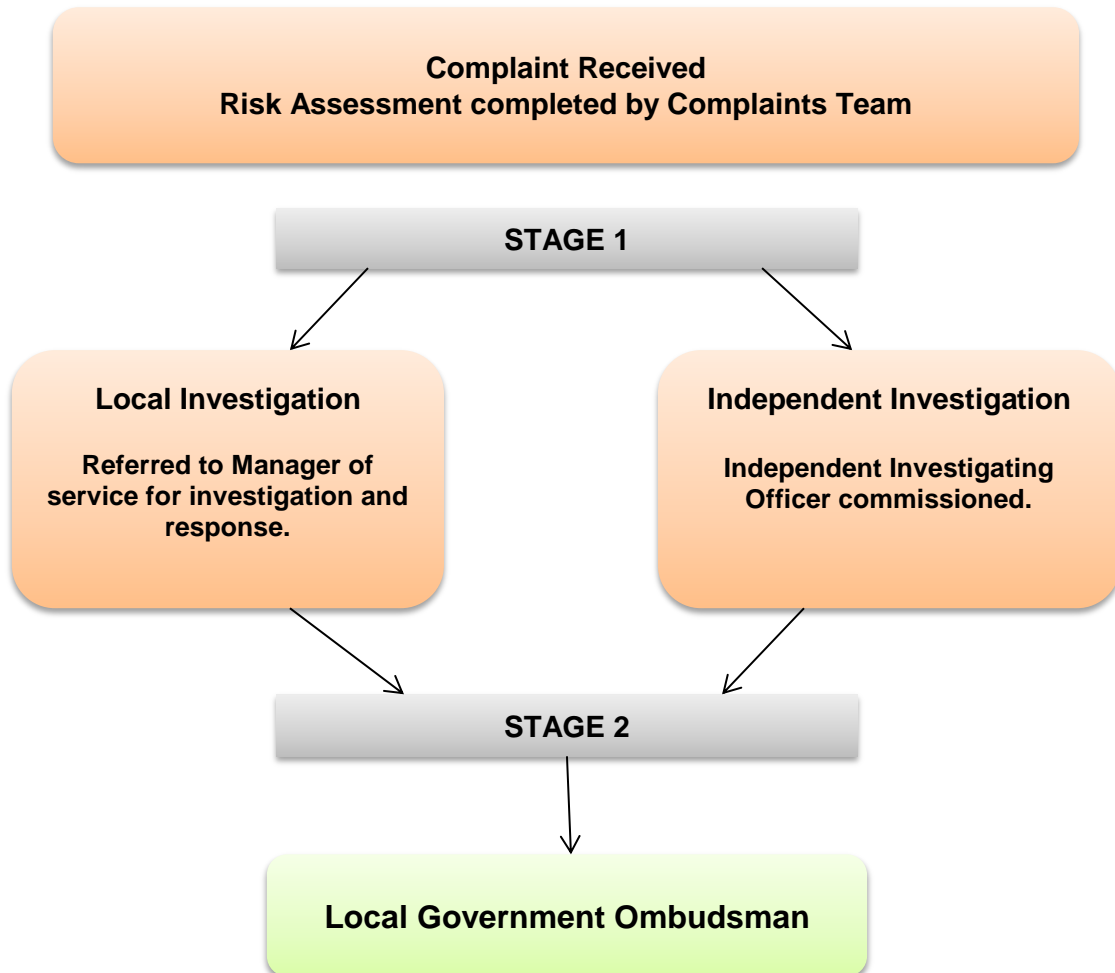 Complaint Received
Risk Assessment completed by Complaints Team
STAGE 1
Local Investigation
Referred to Manager of
service for investigation and
response.
Independent Investigation
Independent Investigating
Officer commissioned.
STAGE 2
Local Government Ombudsman